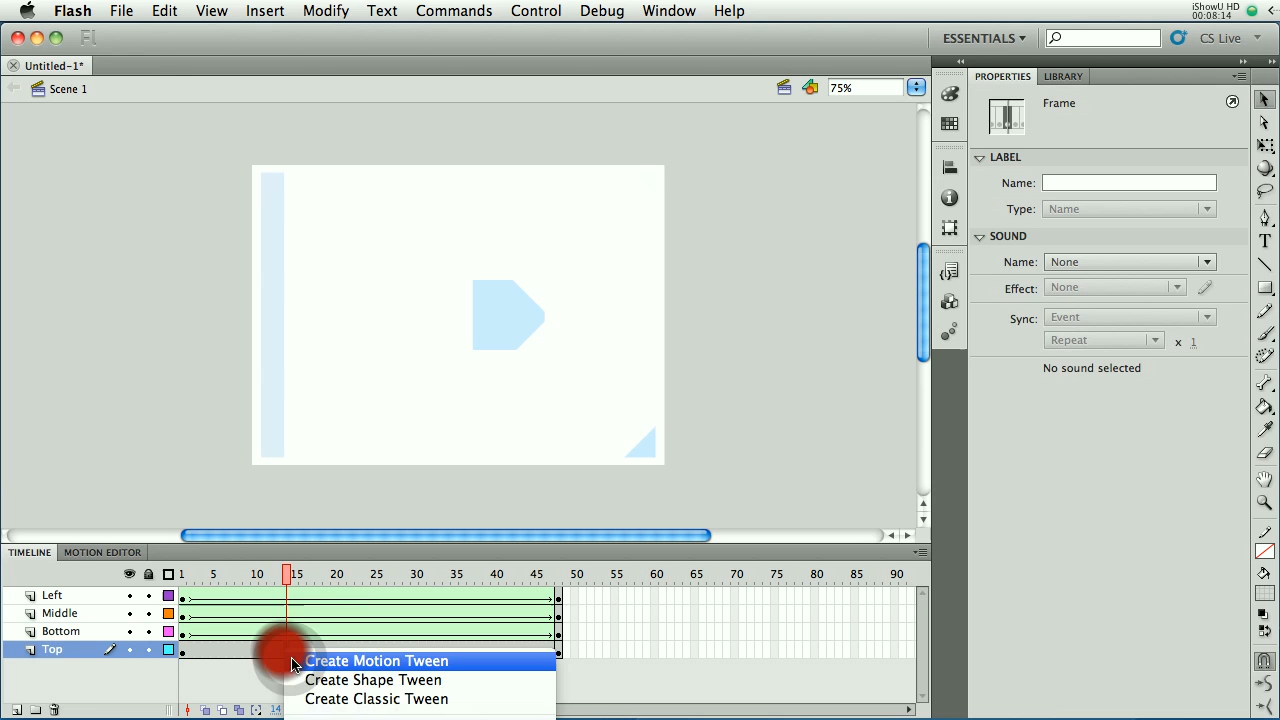 Flash File Edit View Insert Modify Text Commands Control Debug Window Help iShowU HD 00:08:14
Fl ESSENTIALS CS Live
Untitled-1*
Scene 1 75%
PROPERTIES LIBRARY
Frame
LABEL
Name:
Type: Name
SOUND
Name: None
Effect: None
Sync: Event
Repeat x 1
No sound selected
TIMELINE MOTION EDITOR
1 5 10 15 20 25 30 35 40 45 50 55 60 65 70 75 80 85 90
Left
Middle
Bottom
Top
Create Motion Tween
Create Shape Tween
Create Classic Tween
14